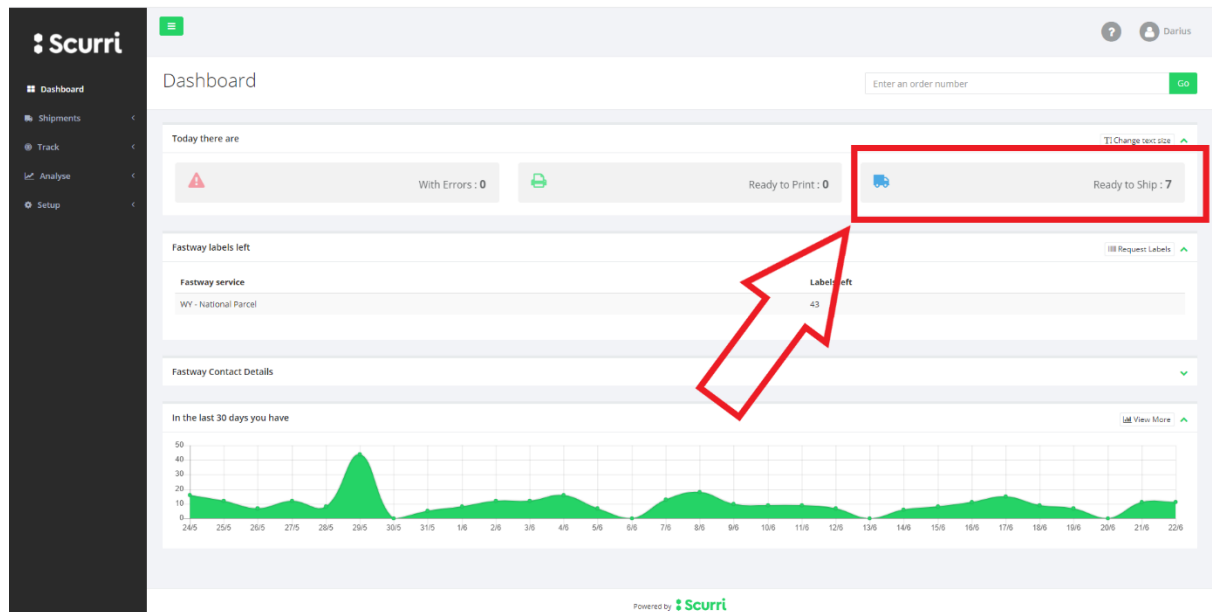 Scurri
Darius
Dashboard
Shipments
Track
Analyse
Setup
Dashboard
Enter an order number
Go
Today there are
Change text size
With Errors : 0
Ready to Print : 0
Ready to Ship : 7
Fastway labels left
Request Labels
Fastway service Labels left
WY - National Parcel 43
Fastway Contact Details
In the last 30 days you have
View More
50
40
30
20
10
0
24/5 25/5 26/5 27/5 28/5 29/5 30/5 31/5 1/6 2/6 3/6 4/6 5/6 6/6 7/6 8/6 9/6 10/6 11/6 12/6 13/6 14/6 15/6 16/6 17/6 18/6 19/6 20/6 21/6 22/6
Powered by Scurri